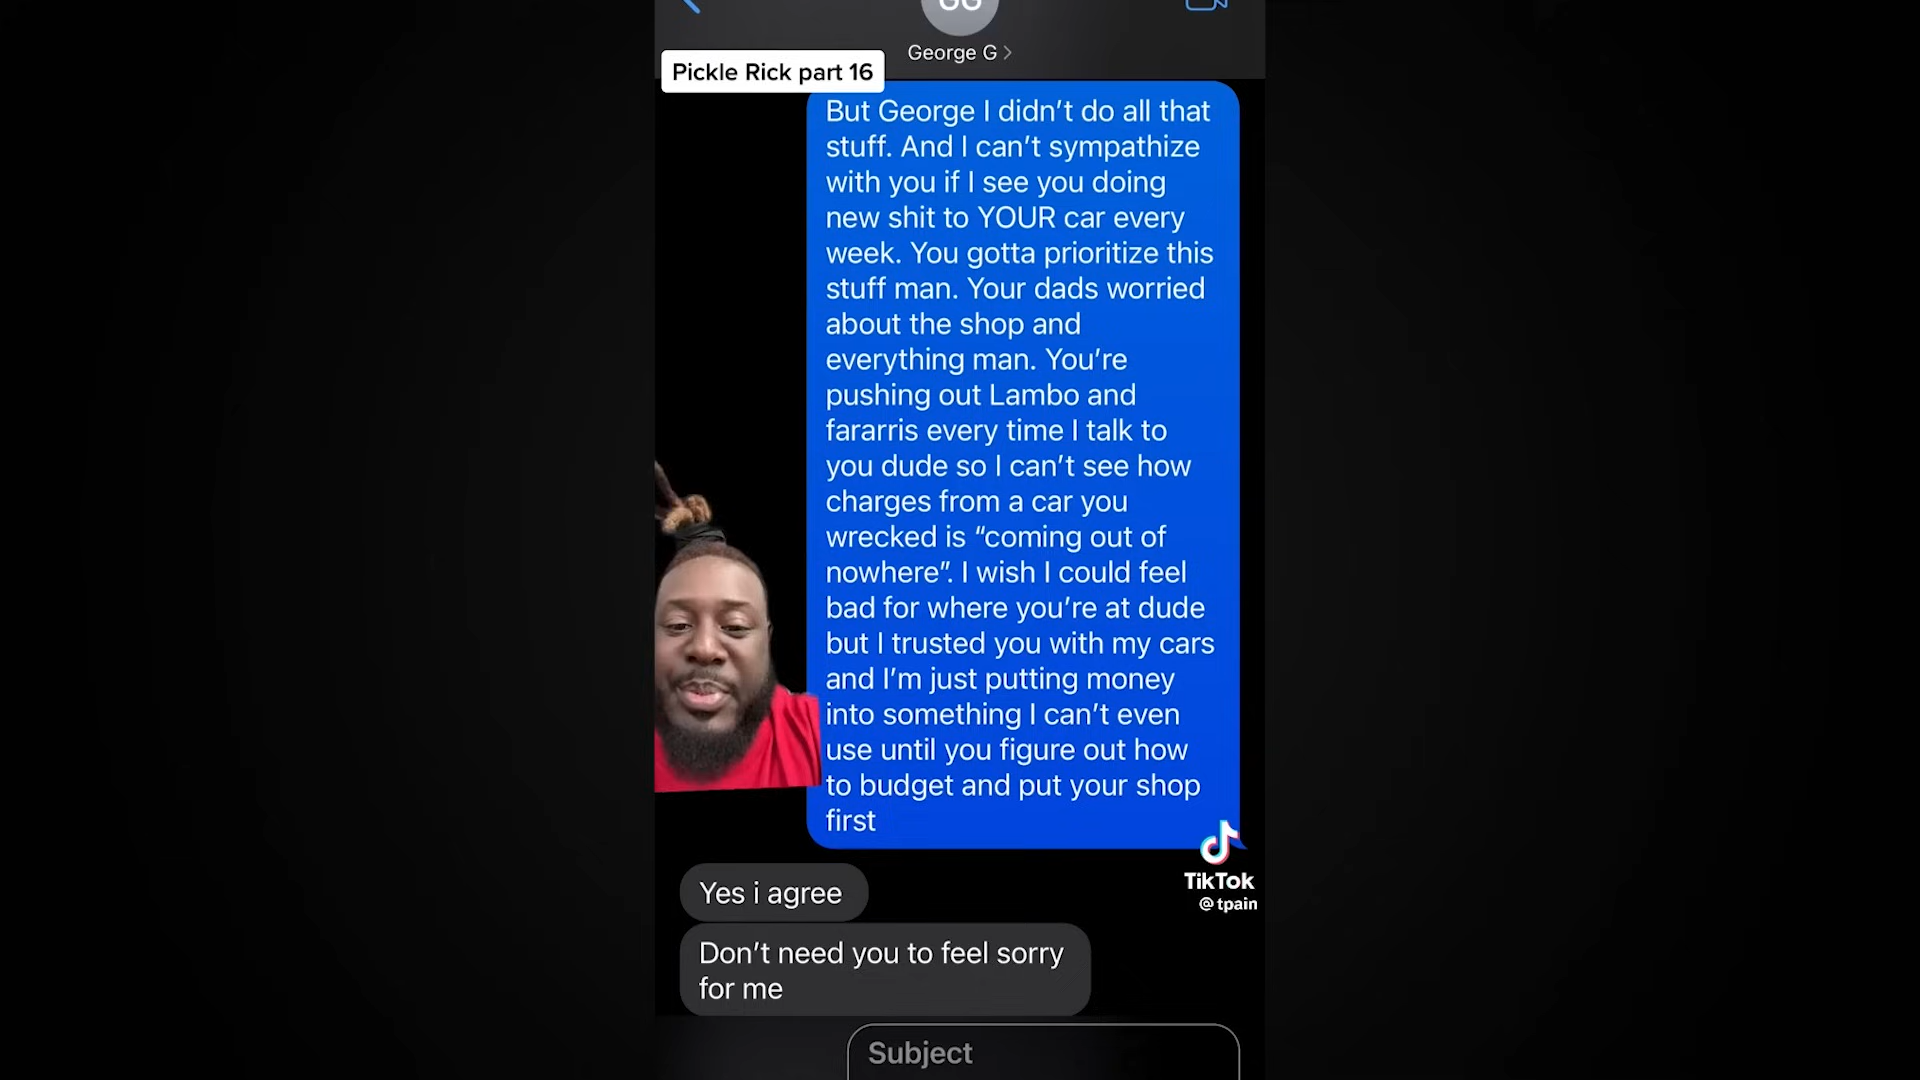 GG
George G
Pickle Rick part 16
But George I didn't do all that
stuff. And I can't sympathize
with you if I see you doing
new shit to YOUR car every
week. You gotta prioritize this
stuff man. Your dads worried
about the shop and
everything man. You're
pushing out Lambo and
fararris every time I talk to
you dude so I can't see how
charges from a car you
wrecked is “coming out of
nowhere”. I wish I could feel
bad for where you're at dude
but I trusted you with my cars
and I'm just putting money
into something I can't even
use until you figure out how
to budget and put your shop
first
TikTok
@tpain
Yes i agree
Don't need you to feel sorry
for me
Subject